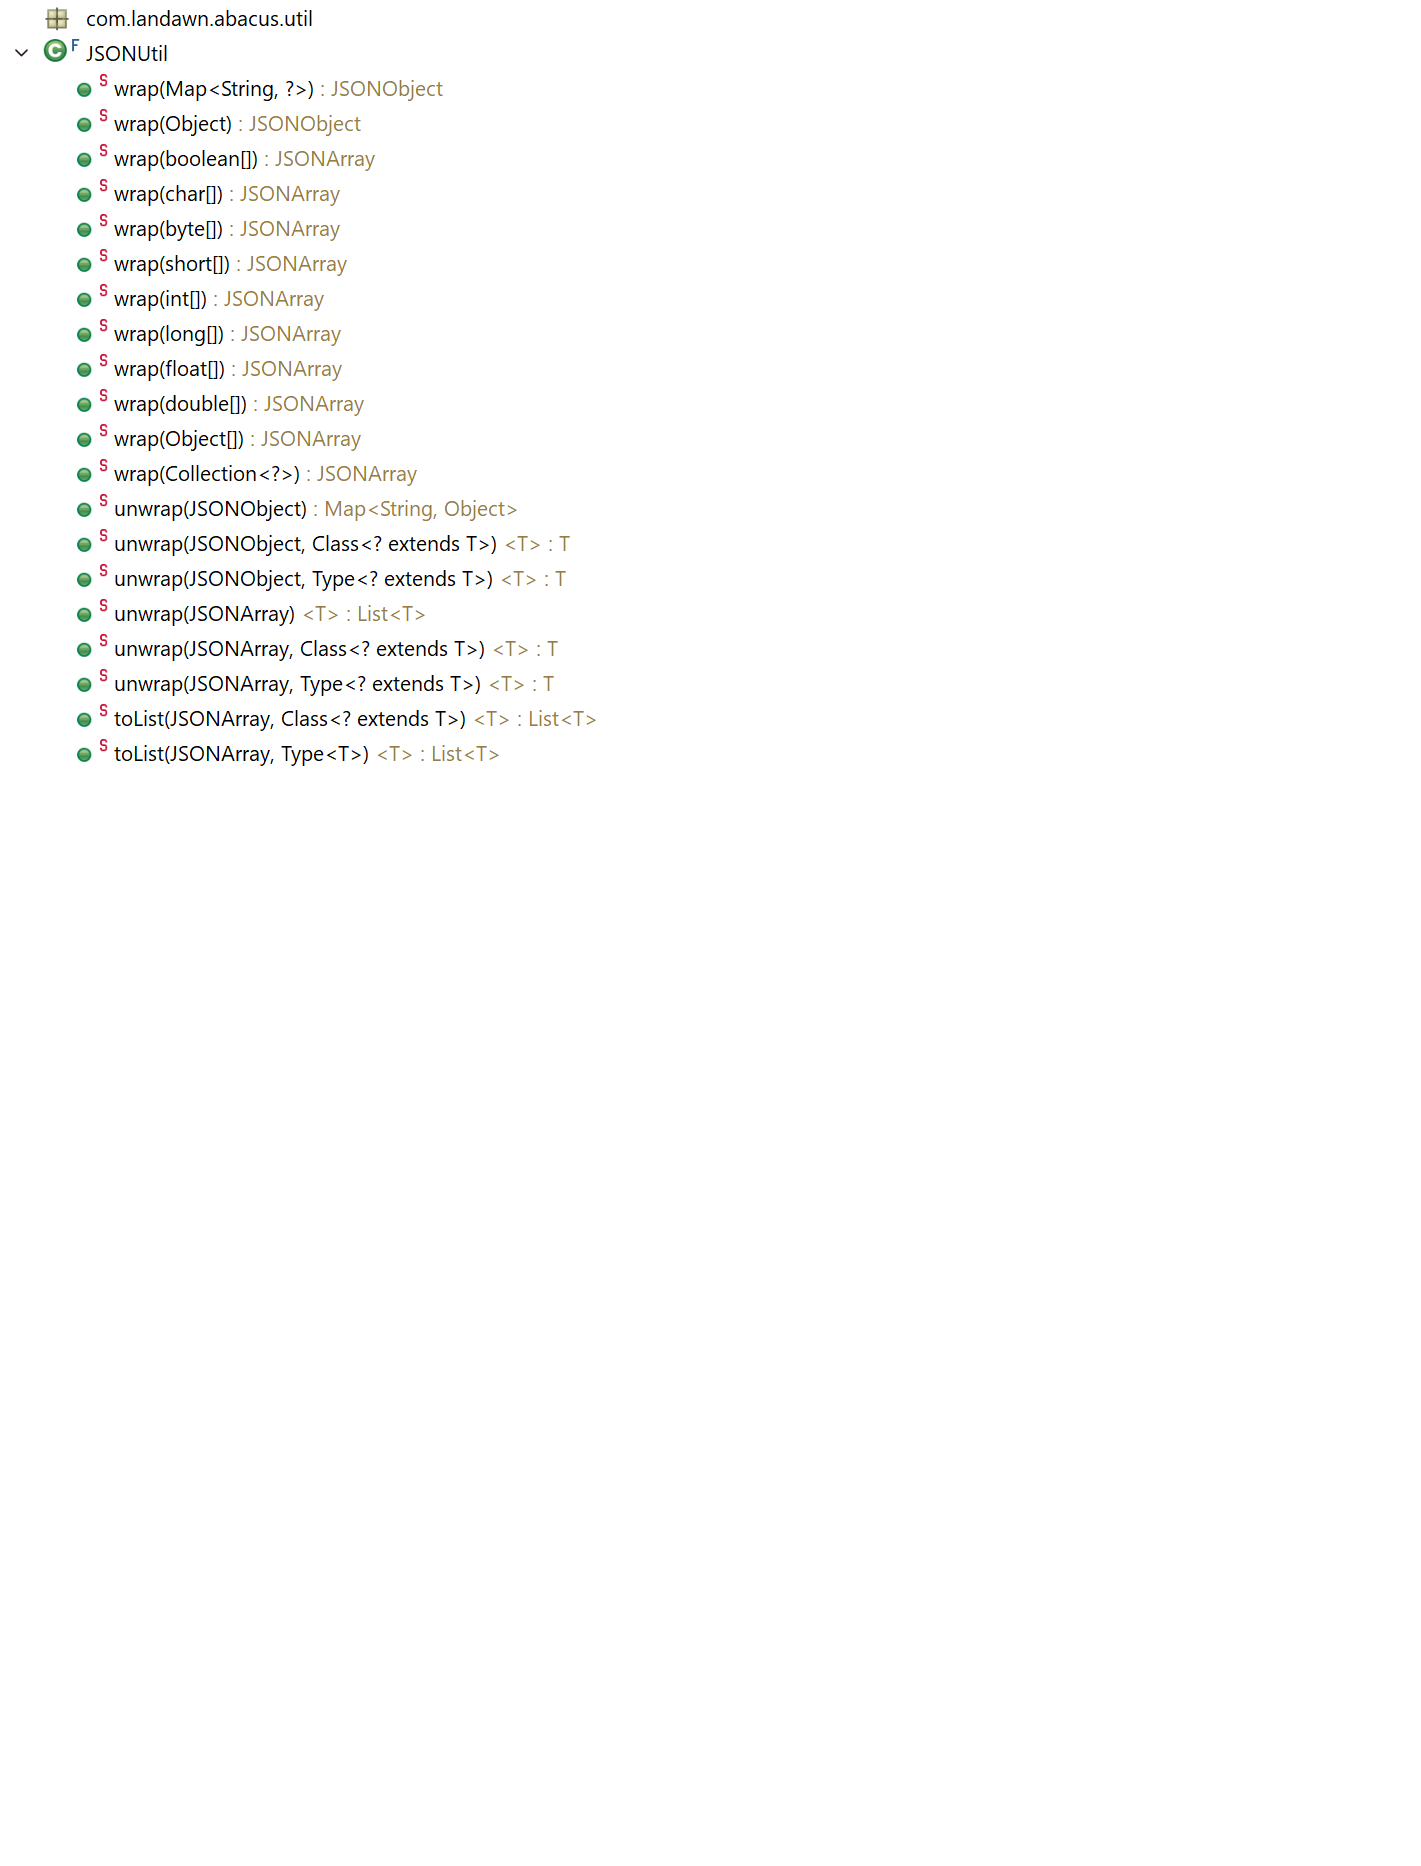 com.landawn.abacus.util
C F JSONUtil
S wrap(Map<String, ?>) : JSONObject
S wrap(Object) : JSONObject
S wrap(boolean[]) : JSONArray
S wrap(char[]) : JSONArray
S wrap(byte[]) : JSONArray
S wrap(short[]) : JSONArray
S wrap(int[]) : JSONArray
S wrap(long[]) : JSONArray
S wrap(float[]) : JSONArray
S wrap(double[]) : JSONArray
S wrap(Object[]) : JSONArray
S wrap(Collection<?>) : JSONArray
S unwrap(JSONObject) : Map<String, Object>
S unwrap(JSONObject, Class<? extends T>) <T> : T
S unwrap(JSONObject, Type<? extends T>) <T> : T
S unwrap(JSONArray) <T> : List<T>
S unwrap(JSONArray, Class<? extends T>) <T> : T
S unwrap(JSONArray, Type<? extends T>) <T> : T
S toList(JSONArray, Class<? extends T>) <T> : List<T>
S toList(JSONArray, Type<T>) <T> : List<T>